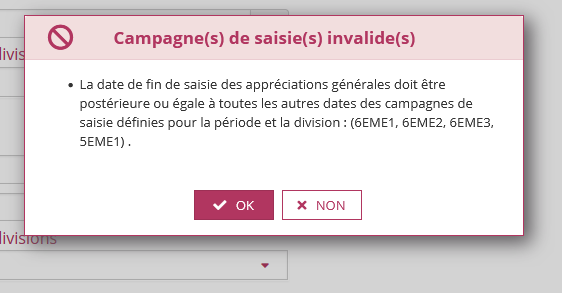 Campagne(s) de saisie(s) invalide(s)
divis
• La date de fin de saisie des appréciations générales doit être
postérieure ou égale à toutes les autres dates des campagnes de
saisie définies pour la période et la division : (6EME1, 6EME2, 6EME3,
5EME1) .
OK
NON
divisions